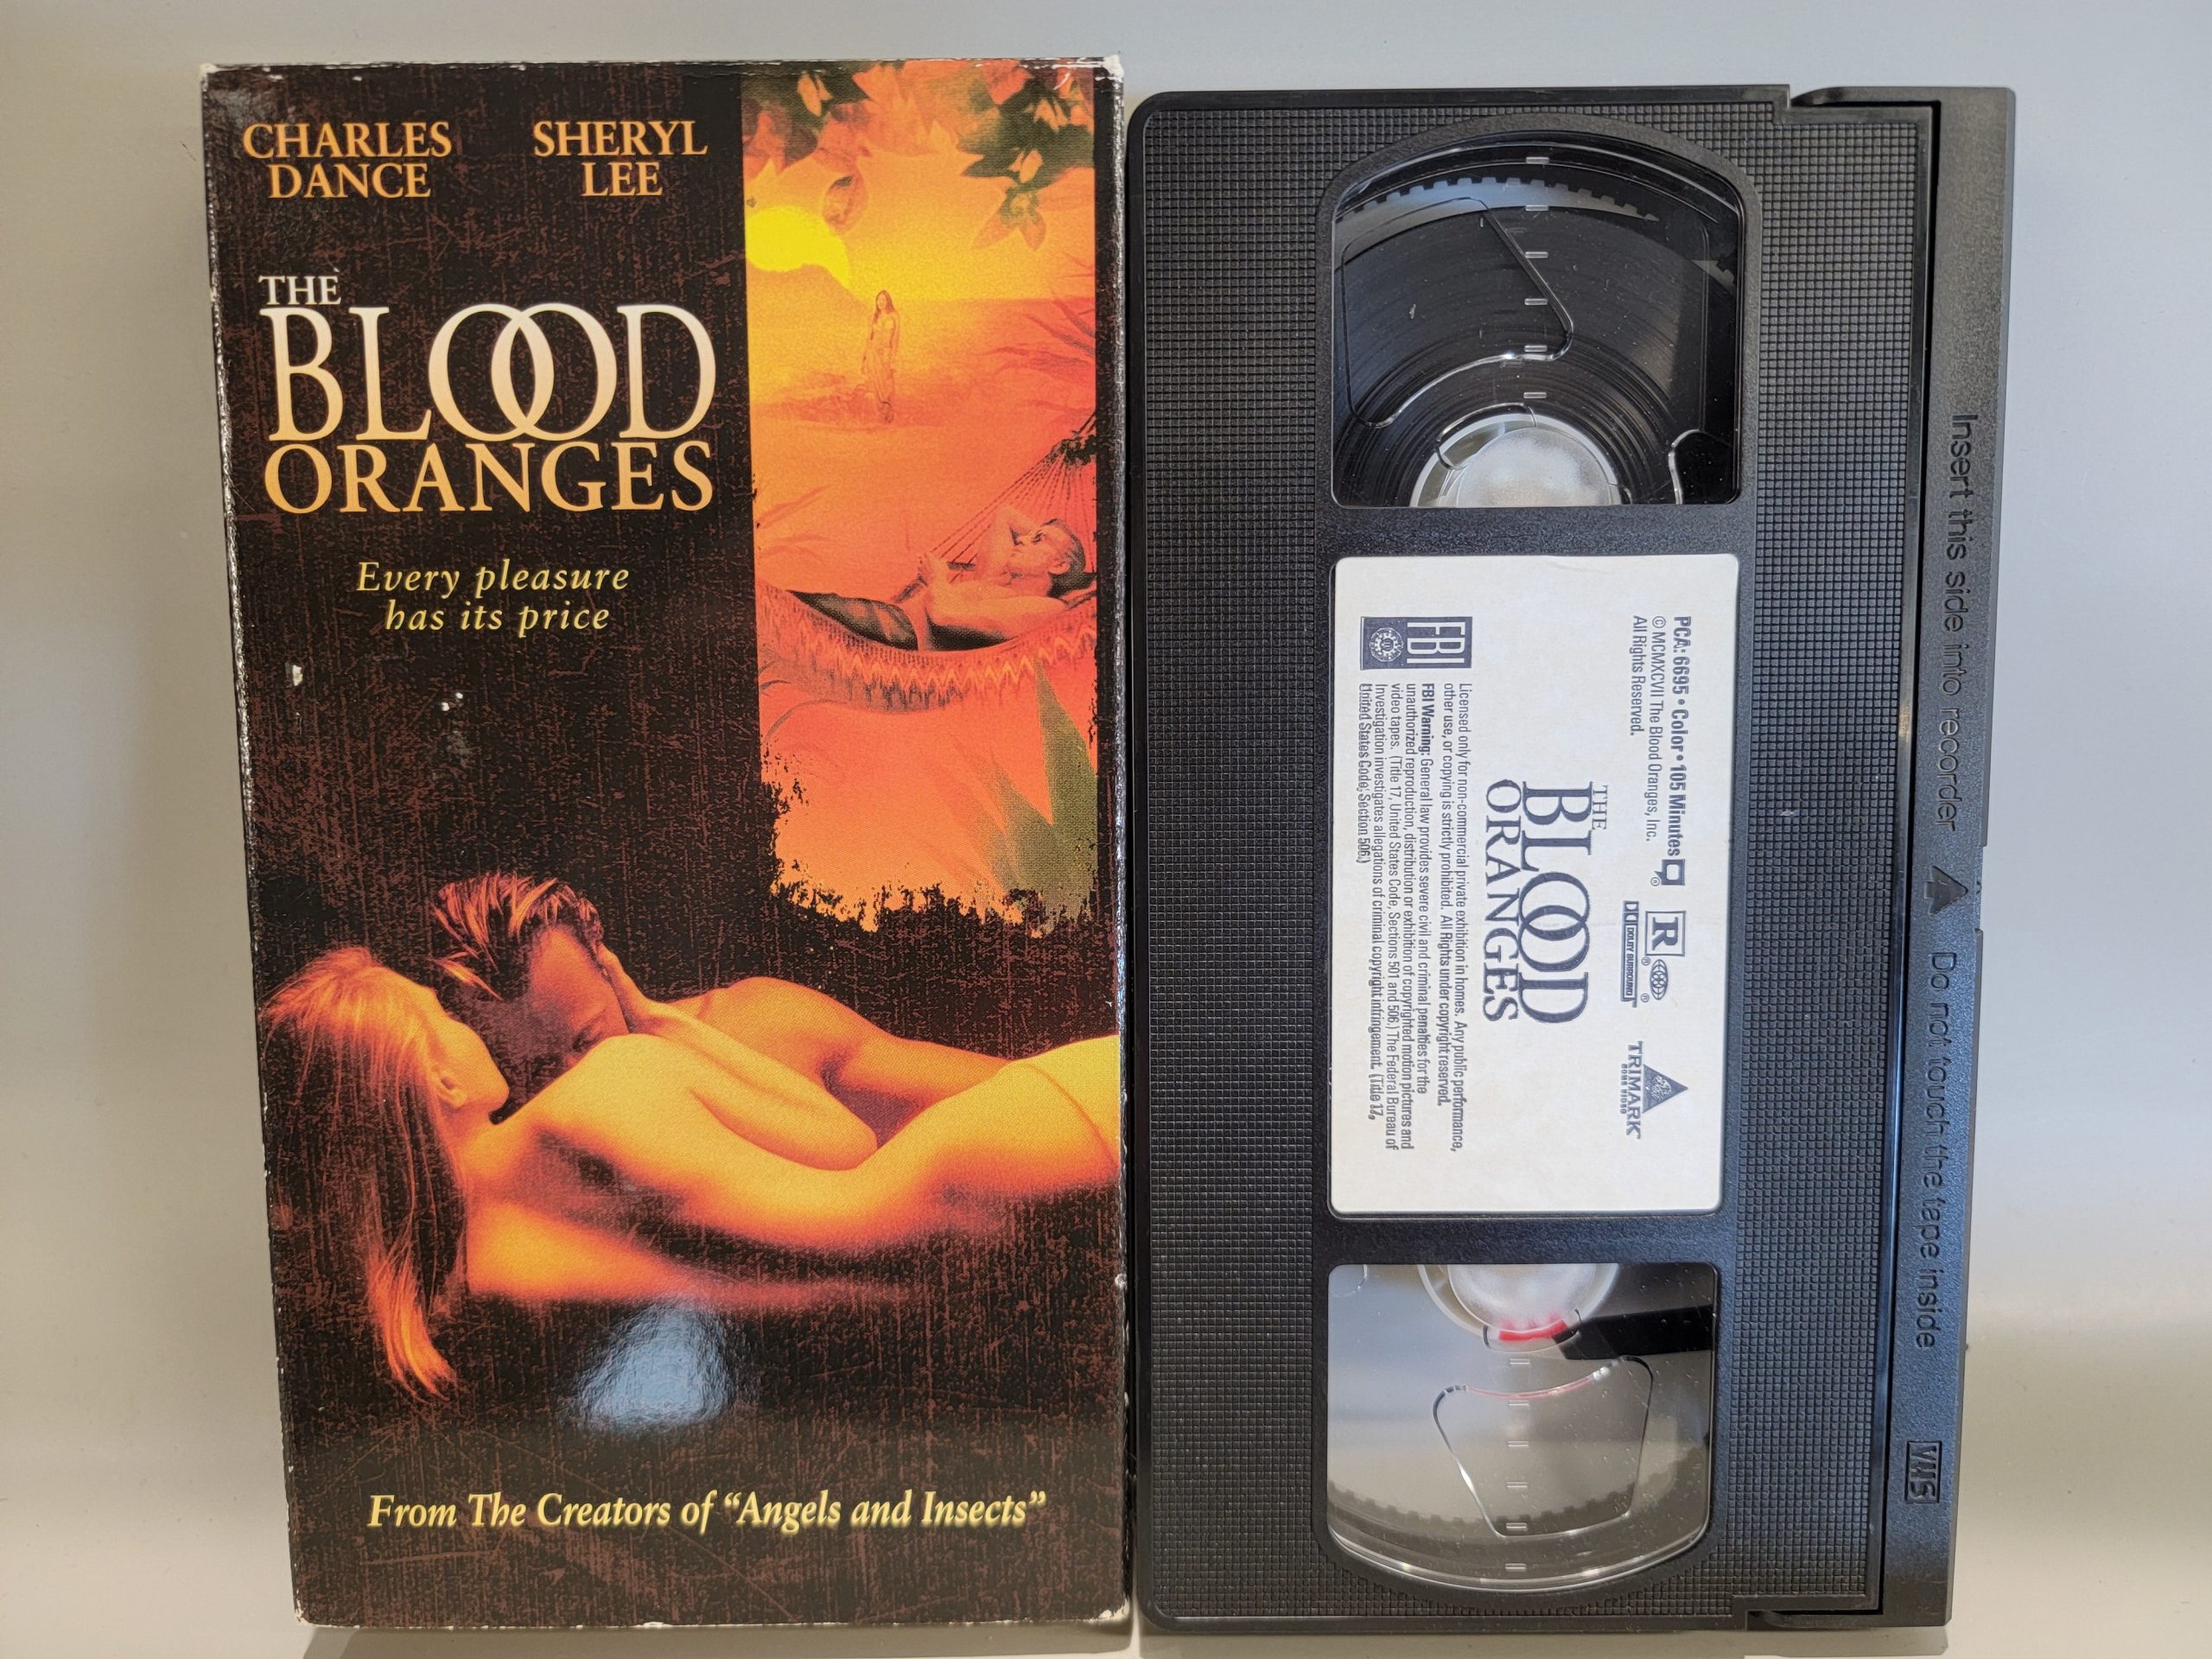 CHARLES
DANCE
SHERYL
LEE
THE
BLOOD
ORANGES
Every pleasure
has its price
From The Creators of “Angels and Insects”
PCA: 6695 • Color • 105 Minutes
© MCMXCVII The Blood Oranges, Inc.
All Rights Reserved.
R
DOLBY SURROUND
TRIMARK
HOME VIDEO
THE
BLOOD
ORANGES
FBI
Licensed only for non-commercial private exhibition in homes. Any public performance,
other use, or copying is strictly prohibited. All Rights under copyright reserved.
FBI Warning: General law provides severe civil and criminal penalties for the
unauthorized reproduction, distribution or exhibition of copyrighted motion pictures and
video tapes. (Title 17, United States Code, Sections 501 and 506.) The Federal Bureau of
Investigation investigates allegations of criminal copyright infringement. (Title 17,
United States Code, Section 506.)
Insert this side into recorder
Do not touch the tape inside
VHS